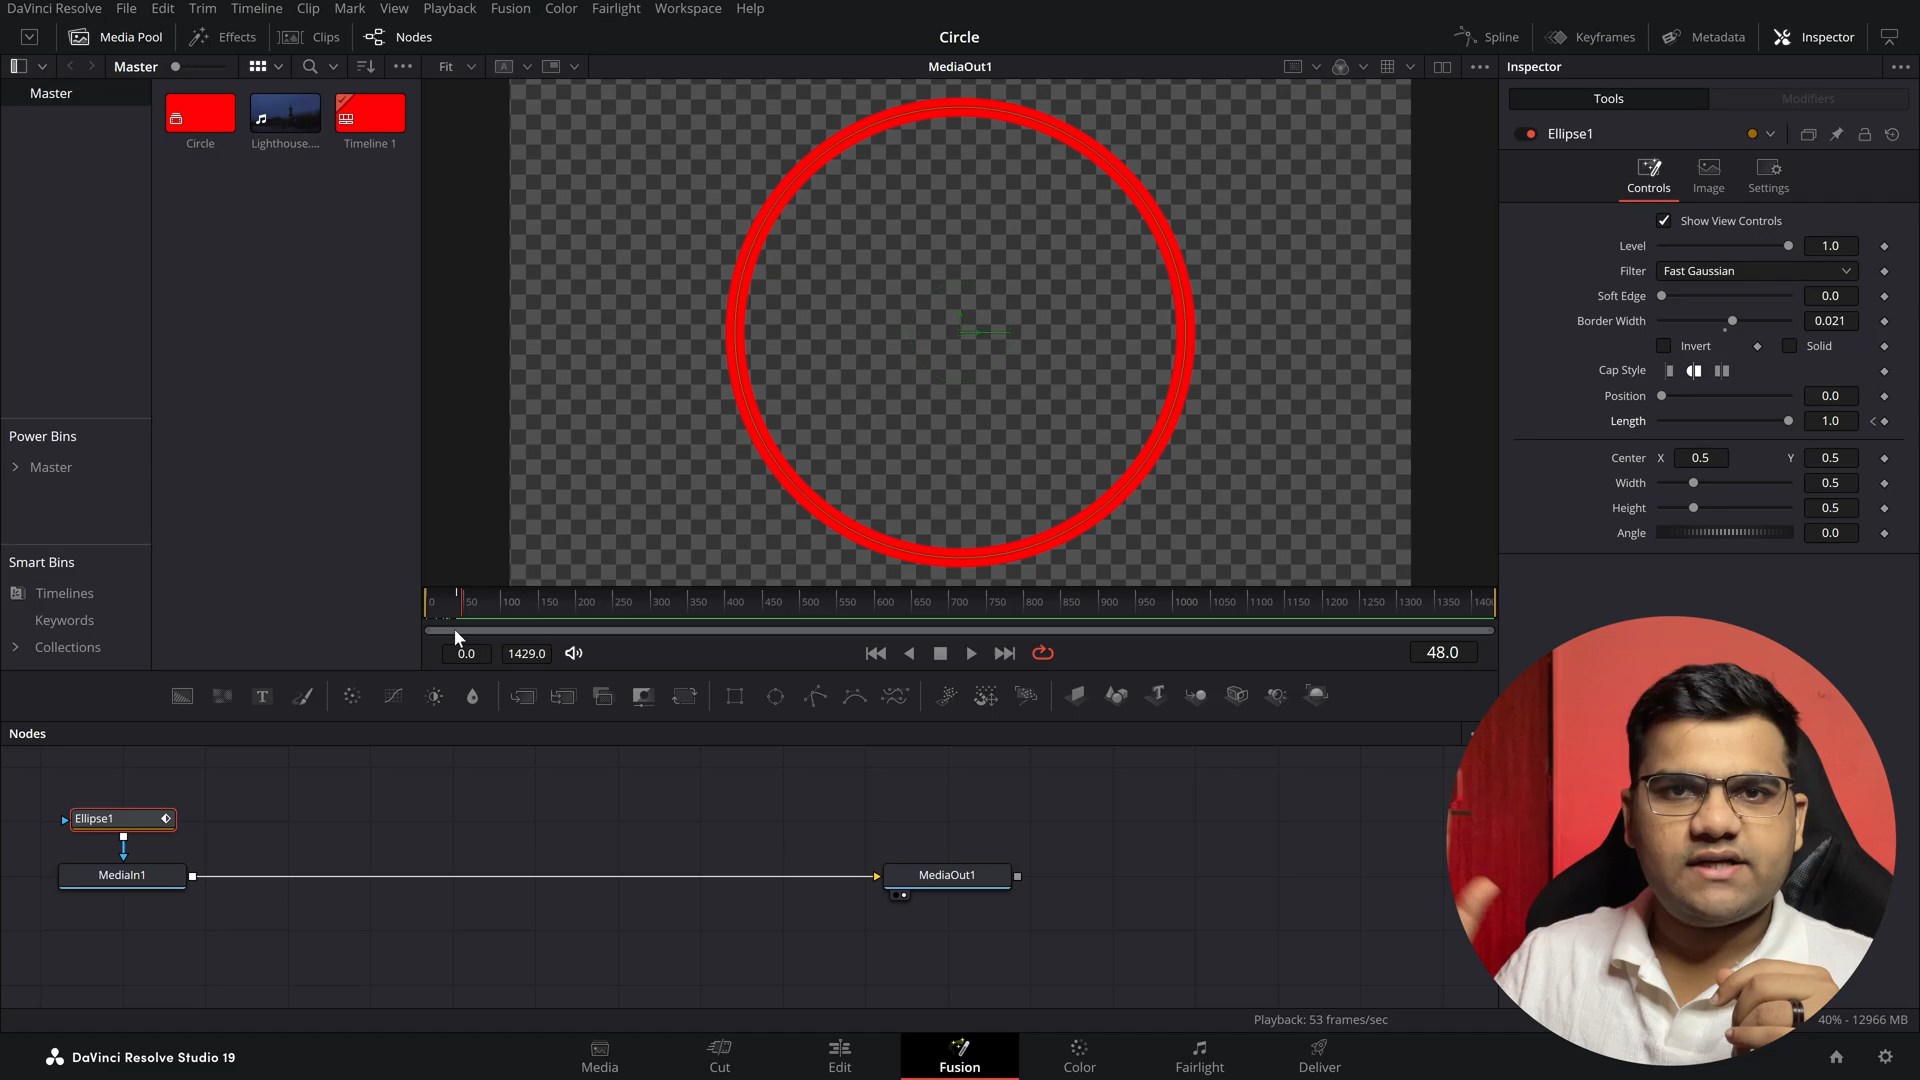 DaVinci Resolve File Edit Trim Timeline Clip Mark View Playback Fusion Color Fairlight Workspace Help
Media Pool Effects Clips Nodes
Circle
Spline Keyframes Metadata Inspector
Master
Fit
MediaOut1
Inspector
Master
Circle
Lighthouse....
Timeline 1
Power Bins
Master
Smart Bins
Timelines
Keywords
Collections
Tools Modifiers
Ellipse1
Controls Image Settings
Show View Controls
Level 1.0
Filter Fast Gaussian
Soft Edge 0.0
Border Width 0.021
Invert Solid
Cap Style
Position 0.0
Length 1.0
Center X 0.5 Y 0.5
Width 0.5
Height 0.5
Angle 0.0
0 50 100 150 200 250 300 350 400 450 500 550 600 650 700 750 800 850 900 950 1000 1050 1100 1150 1200 1250 1300 1350
0.0 1429.0
48.0
T
Nodes
Ellipse1
MediaIn1
MediaOut1
Playback: 53 frames/sec
40% - 12966 MB
DaVinci Resolve Studio 19
Media Cut Edit Fusion Color Fairlight Deliver